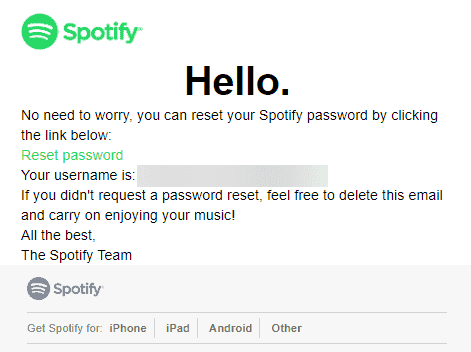 Spotify
Hello.
No need to worry, you can reset your Spotify password by clicking
the link below:
Reset password
Your username is:
If you didn't request a password reset, feel free to delete this email
and carry on enjoying your music!
All the best,
The Spotify Team
Spotify
Get Spotify for: iPhone iPad Android Other